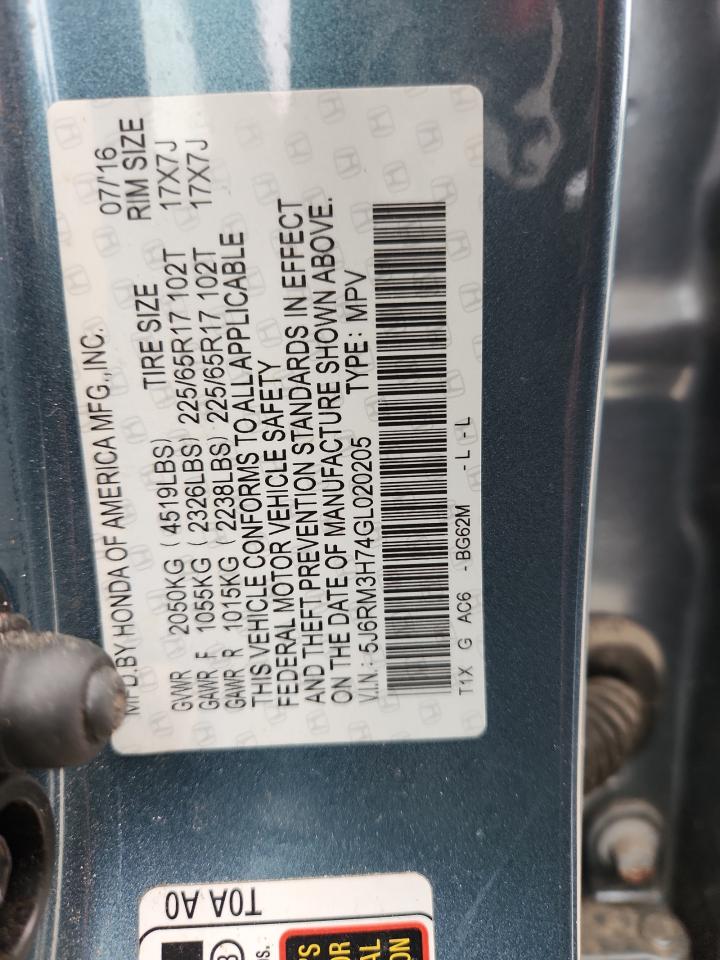 MFD.BY HONDA OF AMERICA MFG.,INC. 07/'16
TIRE SIZE RIM SIZE
GVWR 2050KG (4519LBS)
GAWR F 1055KG (2326LBS) 225/65R17 102T 17X7J
GAWR R 1015KG (2238LBS) 225/65R17 102T 17X7J
THIS VEHICLE CONFORMS TO ALL APPLICABLE
FEDERAL MOTOR VEHICLE SAFETY
AND THEFT PREVENTION STANDARDS IN EFFECT
ON THE DATE OF MANUFACTURE SHOWN ABOVE.
V.I.N.: 5J6RM3H74GL020205 TYPE: MPV
T1X G AC6 -BG62M -L-L
T0A A0